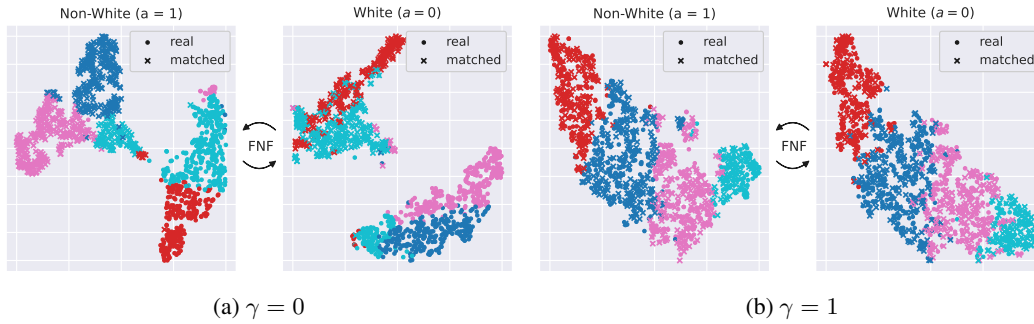 Non-White (a = 1)
real
matched
FNF
White (a = 0)
real
matched
Non-White (a = 1)
real
matched
FNF
White (a = 0)
real
matched
(a) γ = 0
(b) γ = 1